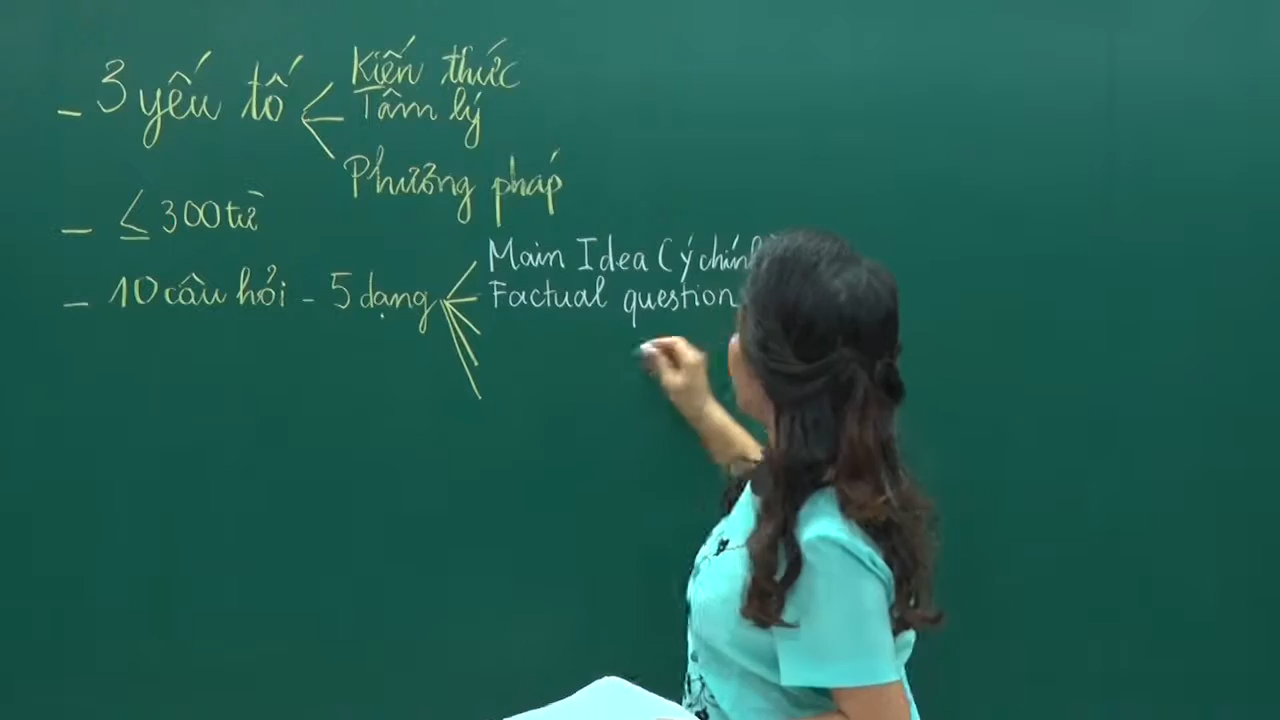 - 3 yếu tố
Kiến thức
Tâm lý
Phương pháp
- ≤ 300 từ
- 10 câu hỏi - 5 dạng
Main Idea (ý chính
Factual question